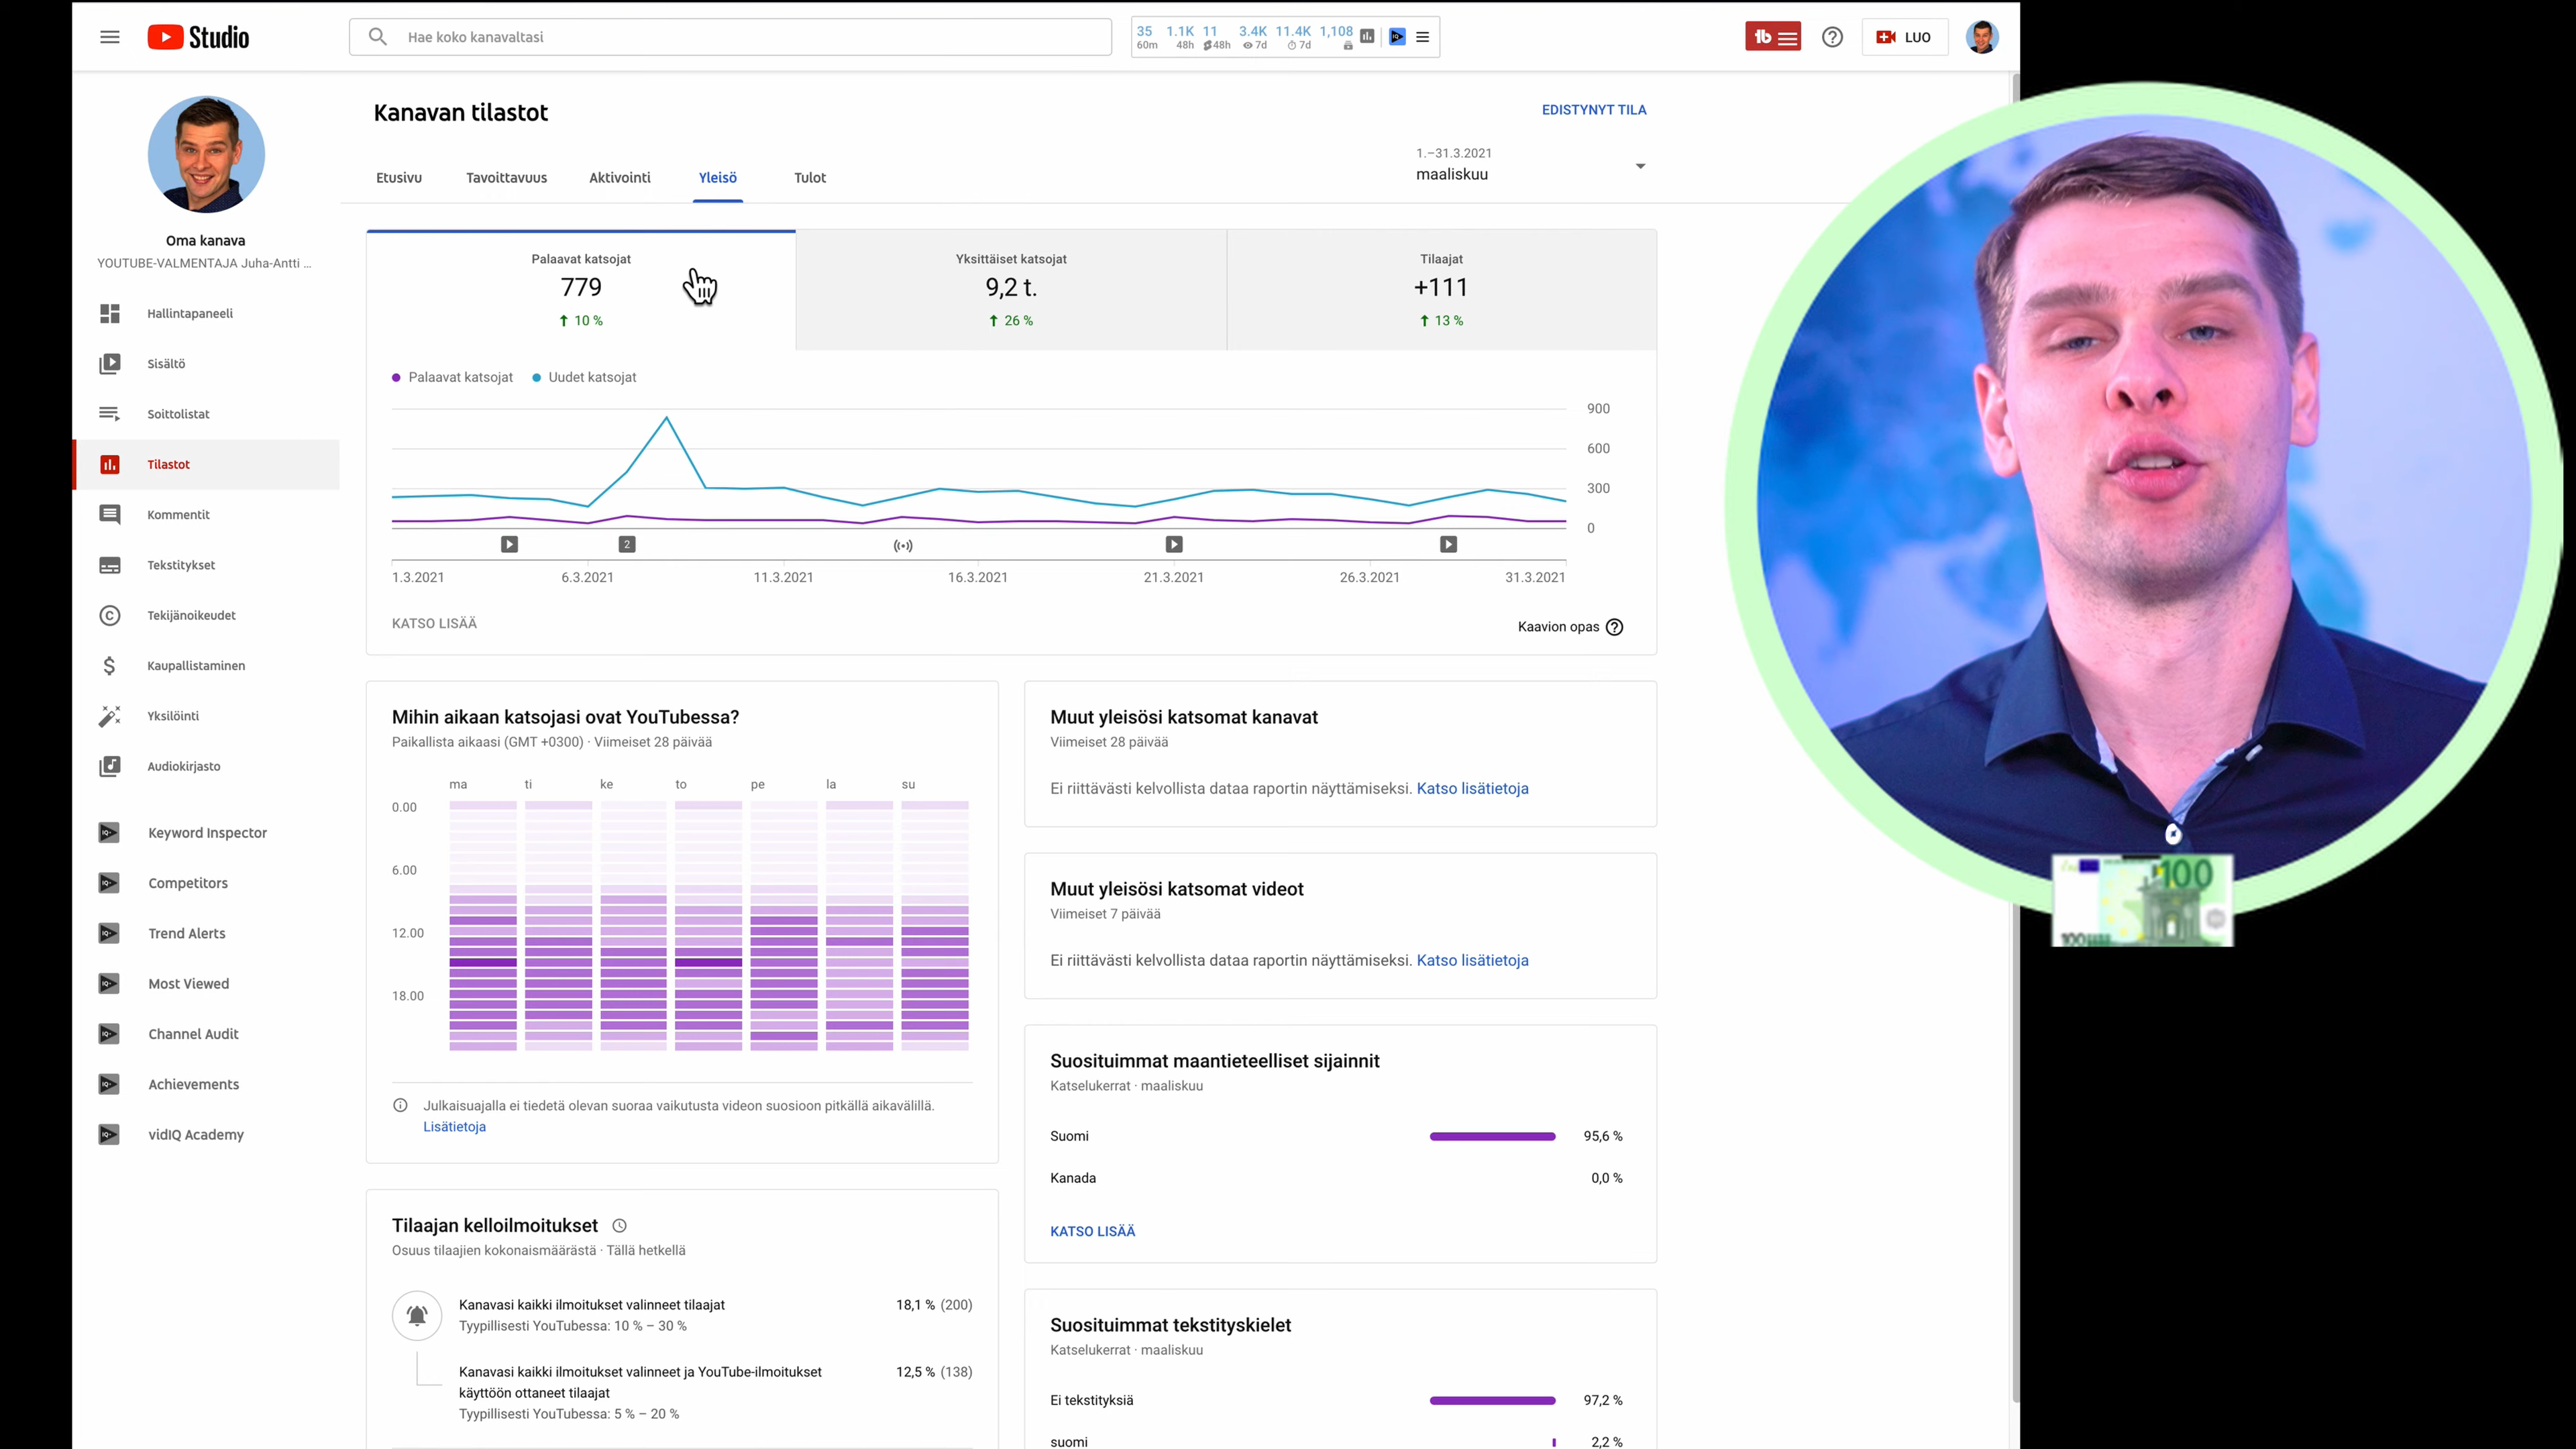 Studio
Hae koko kanavaltasi
35 1.1K 11 3.4K 11.4K 1,108
60m 48h 48h 7d 7d
LUO
Oma kanava
YOUTUBE-VALMENTAJA Juha-Antti ...
Hallintapaneeli
Sisältö
Soittolistat
Tilastot
Kommentit
Tekstitykset
Tekijänoikeudet
Kaupallistaminen
Yksilöinti
Audiokirjasto
Keyword Inspector
Competitors
Trend Alerts
Most Viewed
Channel Audit
Achievements
vidIQ Academy
Kanavan tilastot
EDISTYNYT TILA
Etusivu Tavoittavuus Aktivointi Yleisö Tulot
1.–31.3.2021
maaliskuu
Palaavat katsojat
779
10 %
Yksittäiset katsojat
9,2 t.
26 %
Tilaajat
+111
13 %
Palaavat katsojat Uudet katsojat
900
600
300
0
2
1.3.2021 6.3.2021 11.3.2021 16.3.2021 21.3.2021 26.3.2021 31.3.2021
KATSO LISÄÄ
Kaavion opas
Mihin aikaan katsojasi ovat YouTubessa?
Paikallista aikaasi (GMT +0300) · Viimeiset 28 päivää
ma ti ke to pe la su
0.00
6.00
12.00
18.00
Julkaisuajalla ei tiedetä olevan suoraa vaikutusta videon suosioon pitkällä aikavälillä.
Lisätietoja
Tilaajan kelloilmoitukset
Osuus tilaajien kokonaismäärästä · Tällä hetkellä
Kanavasi kaikki ilmoitukset valinneet tilaajat 18,1 % (200)
Tyypillisesti YouTubessa: 10 % – 30 %
Kanavasi kaikki ilmoitukset valinneet ja YouTube-ilmoitukset 12,5 % (138)
käyttöön ottaneet tilaajat
Tyypillisesti YouTubessa: 5 % – 20 %
Muut yleisösi katsomat kanavat
Viimeiset 28 päivää
Ei riittävästi kelvollista dataa raportin näyttämiseksi. Katso lisätietoja
Muut yleisösi katsomat videot
Viimeiset 7 päivää
Ei riittävästi kelvollista dataa raportin näyttämiseksi. Katso lisätietoja
Suosituimmat maantieteelliset sijainnit
Katselukerrat · maaliskuu
Suomi 95,6 %
Kanada 0,0 %
KATSO LISÄÄ
Suosituimmat tekstityskielet
Katselukerrat · maaliskuu
Ei tekstityksiä 97,2 %
suomi 2,2 %
100
100